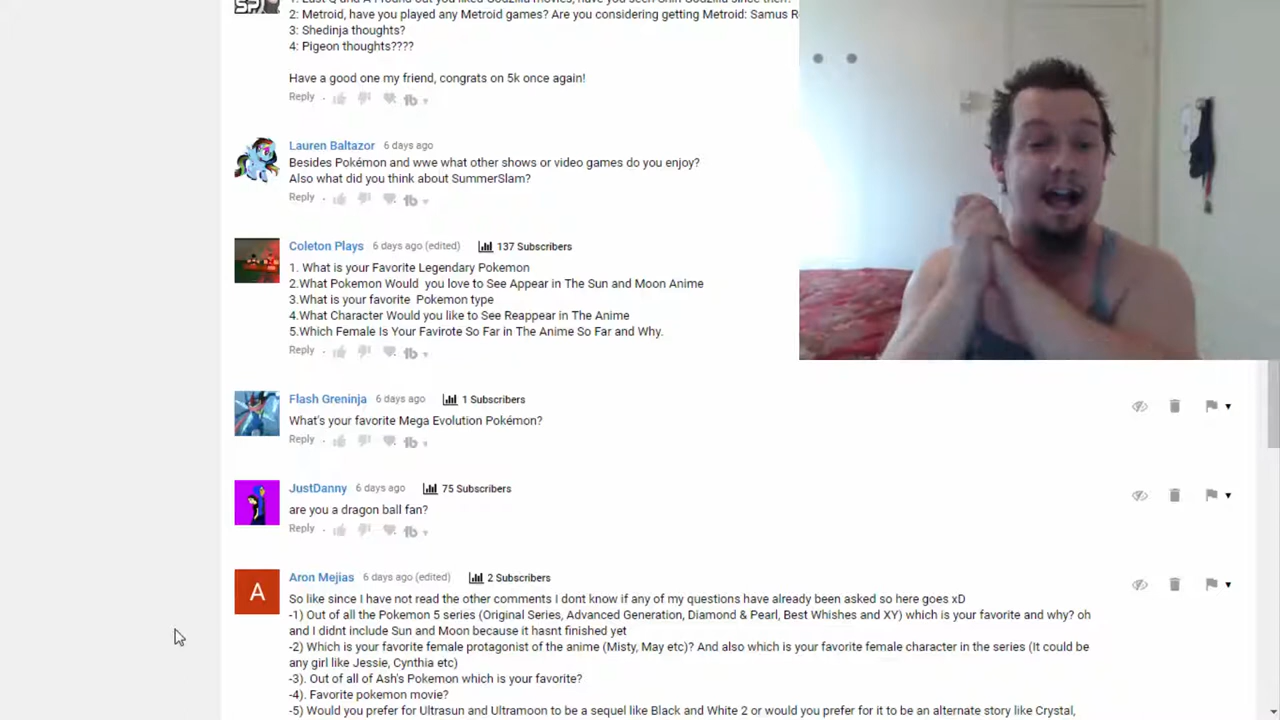 2: Metroid, have you played any Metroid games? Are you considering getting Metroid: Samus R
3: Shedinja thoughts?
4: Pigeon thoughts????
Have a good one my friend, congrats on 5k once again!
Reply
Lauren Baltazor 6 days ago
Besides Pokémon and wwe what other shows or video games do you enjoy?
Also what did you think about SummerSlam?
Reply
Coleton Plays 6 days ago (edited) 137 Subscribers
1. What is your Favorite Legendary Pokemon
2.What Pokemon Would you love to See Appear in The Sun and Moon Anime
3.What is your favorite Pokemon type
4.What Character Would you like to See Reappear in The Anime
5.Which Female Is Your Favirote So Far in The Anime So Far and Why.
Reply
Flash Greninja 6 days ago 1 Subscribers
What's your favorite Mega Evolution Pokémon?
Reply
JustDanny 6 days ago 75 Subscribers
are you a dragon ball fan?
Reply
A Aron Mejias 6 days ago (edited) 2 Subscribers
So like since I have not read the other comments I dont know if any of my questions have already been asked so here goes xD
-1) Out of all the Pokemon 5 series (Original Series, Advanced Generation, Diamond & Pearl, Best Whishes and XY) which is your favorite and why? oh
and I didnt include Sun and Moon because it hasnt finished yet
-2) Which is your favorite female protagonist of the anime (Misty, May etc)? And also which is your favorite female character in the series (It could be
any girl like Jessie, Cynthia etc)
-3). Out of all of Ash's Pokemon which is your favorite?
-4). Favorite pokemon movie?
-5) Would you prefer for Ultrasun and Ultramoon to be a sequel like Black and White 2 or would you prefer for it to be an alternate story like Crystal,